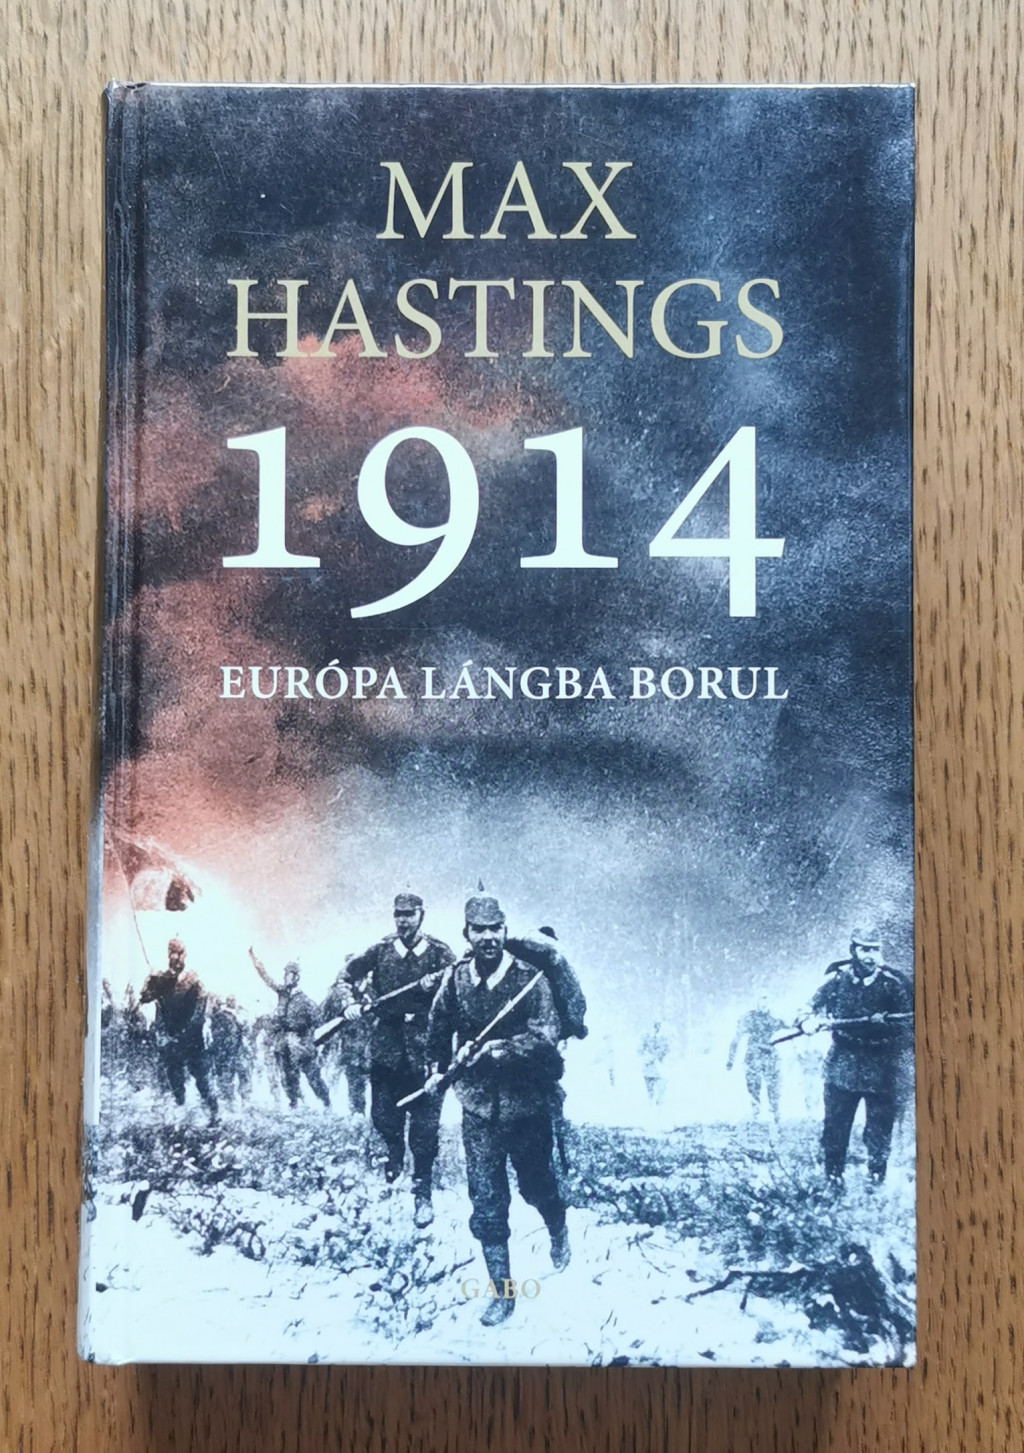 MAX
HASTINGS
1914
EURÓPA LÁNGBA BORUL
GABO